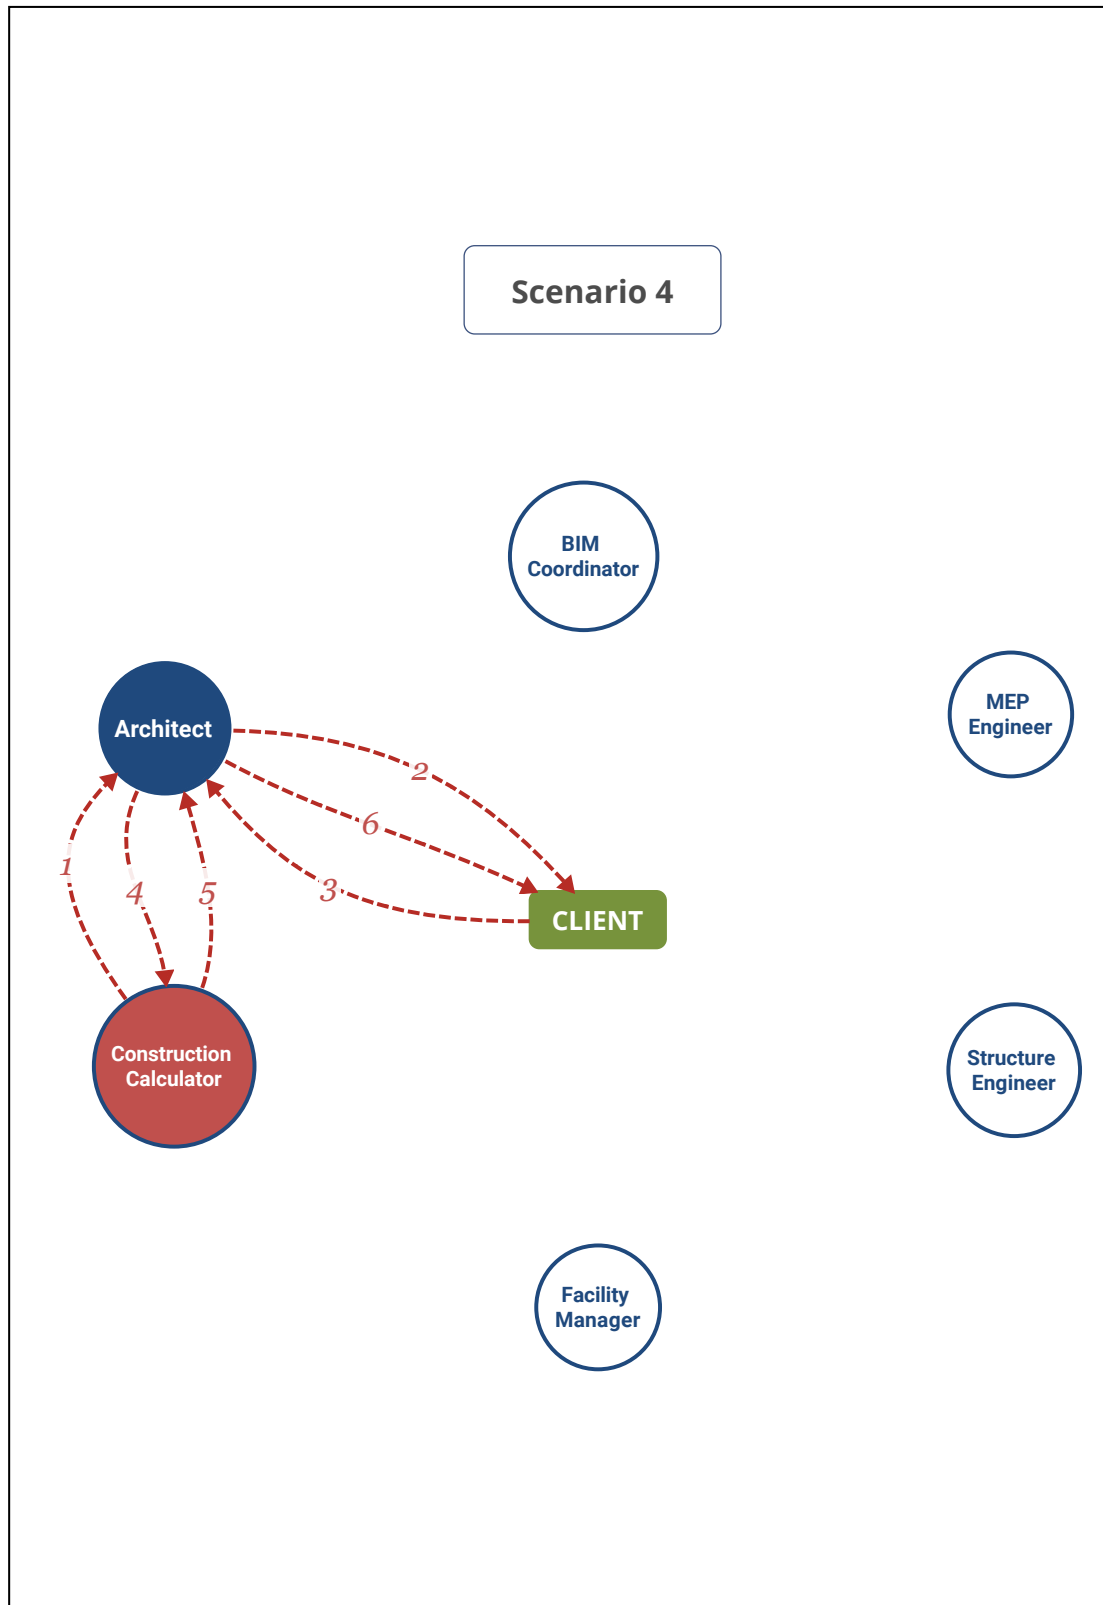 Scenario 4
BIM
Coordinator
MEP
Engineer
Architect
2
6
1
4
5
3
CLIENT
Construction
Calculator
Structure
Engineer
Facility
Manager